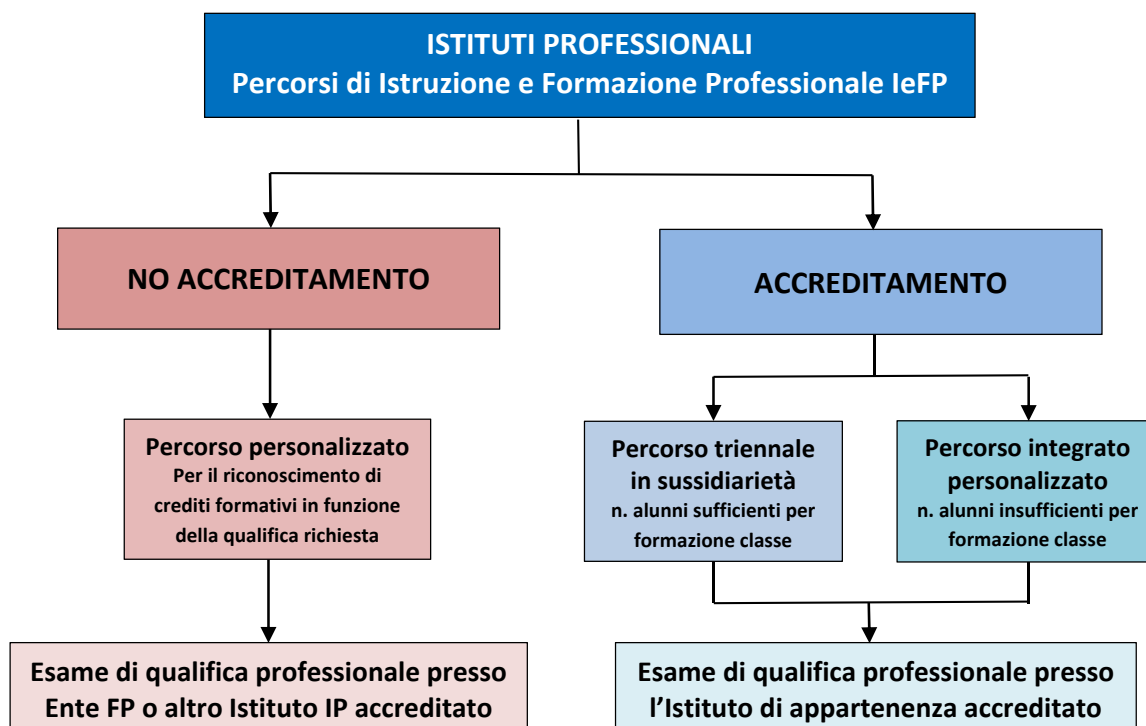 ISTITUTI PROFESSIONALI
Percorsi di Istruzione e Formazione Professionale IeFP
NO ACCREDITAMENTO
ACCREDITAMENTO
Percorso personalizzato
Per il riconoscimento di
crediti formativi in funzione
della qualifica richiesta
Percorso triennale
in sussidiarietà
n. alunni sufficienti per
formazione classe
Percorso integrato
personalizzato
n. alunni insufficienti per
formazione classe
Esame di qualifica professionale presso
Ente FP o altro Istituto IP accreditato
Esame di qualifica professionale presso
l’Istituto di appartenenza accreditato